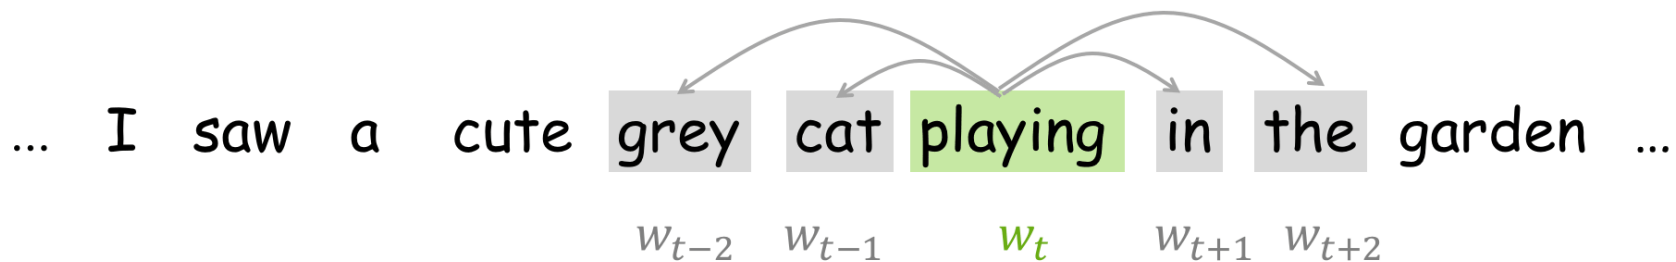 ... I saw a cute grey cat playing in the garden ...
w_{t-2} w_{t-1} w_t w_{t+1} w_{t+2}